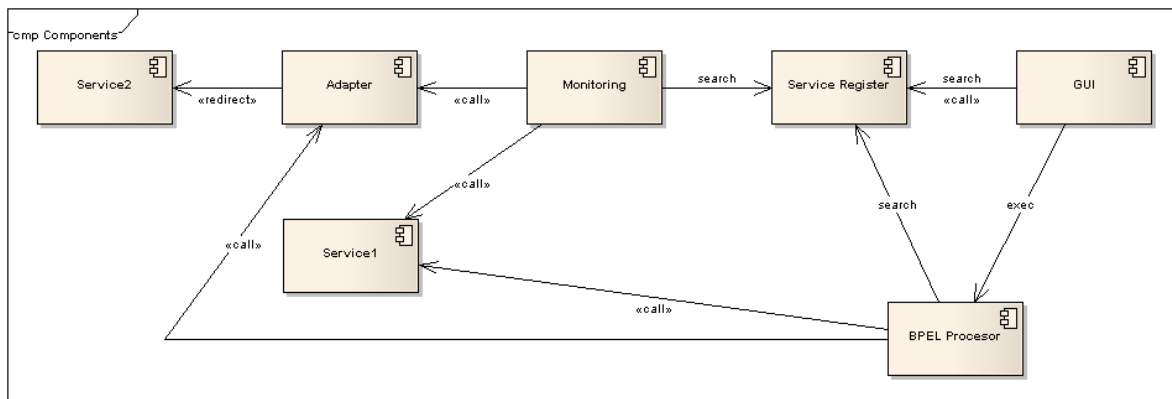 cmp Components
Service2
Adapter
Monitoring
Service Register
GUI
«redirect»
«call»
search
search
«call»
«call»
search
exec
«call»
Service1
«call»
BPEL Procesor